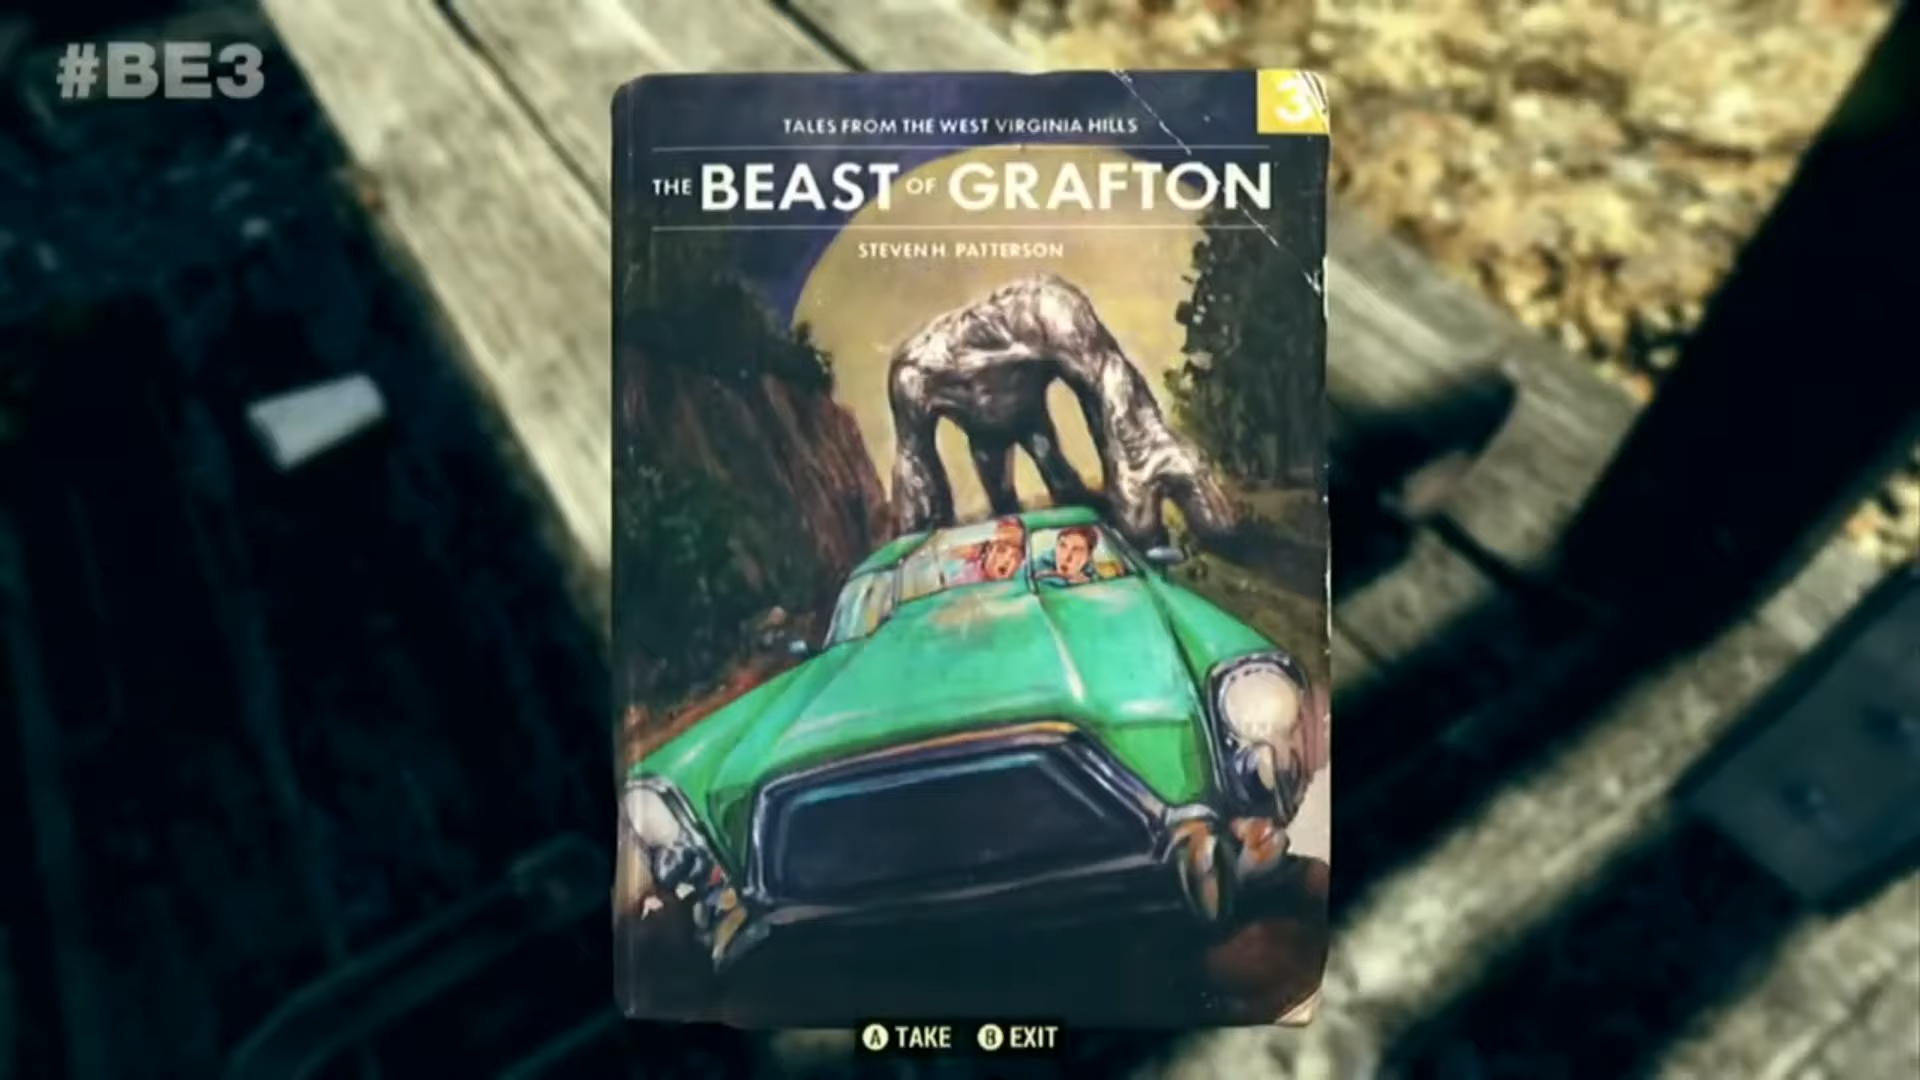 #BE3
3
TALES FROM THE WEST VIRGINIA HILLS
THE BEAST OF GRAFTON
STEVEN H. PATTERSON
A TAKE B EXIT